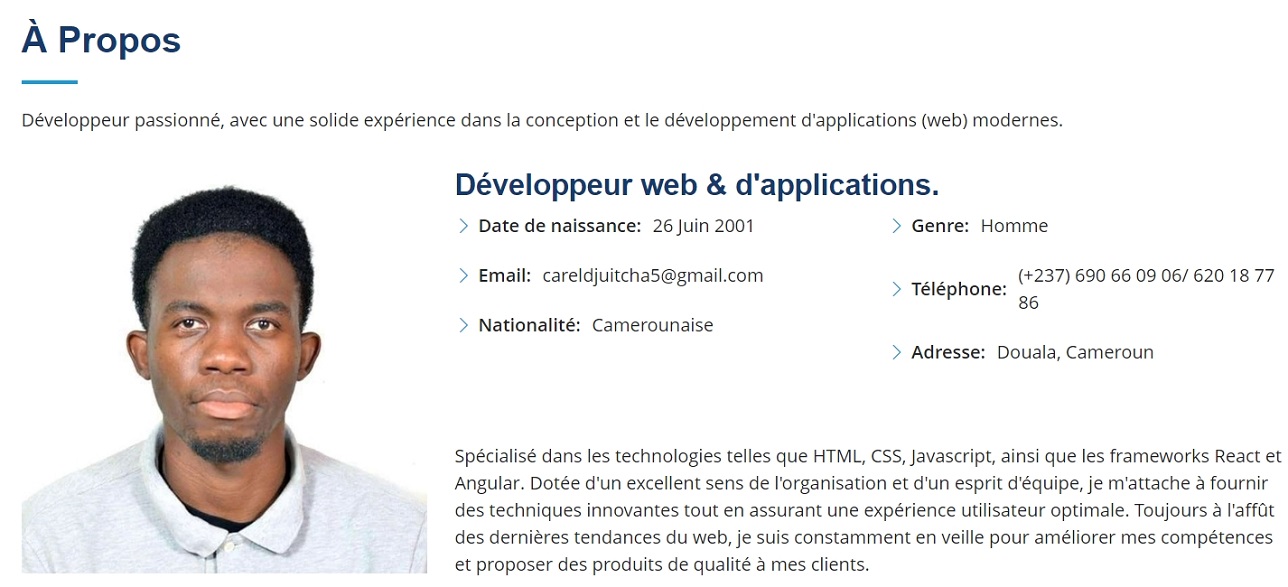 À Propos
Développeur passionné, avec une solide expérience dans la conception et le développement d'applications (web) modernes.
Développeur web & d'applications.
Date de naissance: 26 Juin 2001
Email: careldjuitcha5@gmail.com
Nationalité: Camerounaise
Genre: Homme
Téléphone: (+237) 690 66 09 06/ 620 18 77
86
Adresse: Douala, Cameroun
Spécialisé dans les technologies telles que HTML, CSS, Javascript, ainsi que les frameworks React et
Angular. Dotée d'un excellent sens de l'organisation et d'un esprit d'équipe, je m'attache à fournir
des techniques innovantes tout en assurant une expérience utilisateur optimale. Toujours à l'affût
des dernières tendances du web, je suis constamment en veille pour améliorer mes compétences
et proposer des produits de qualité à mes clients.